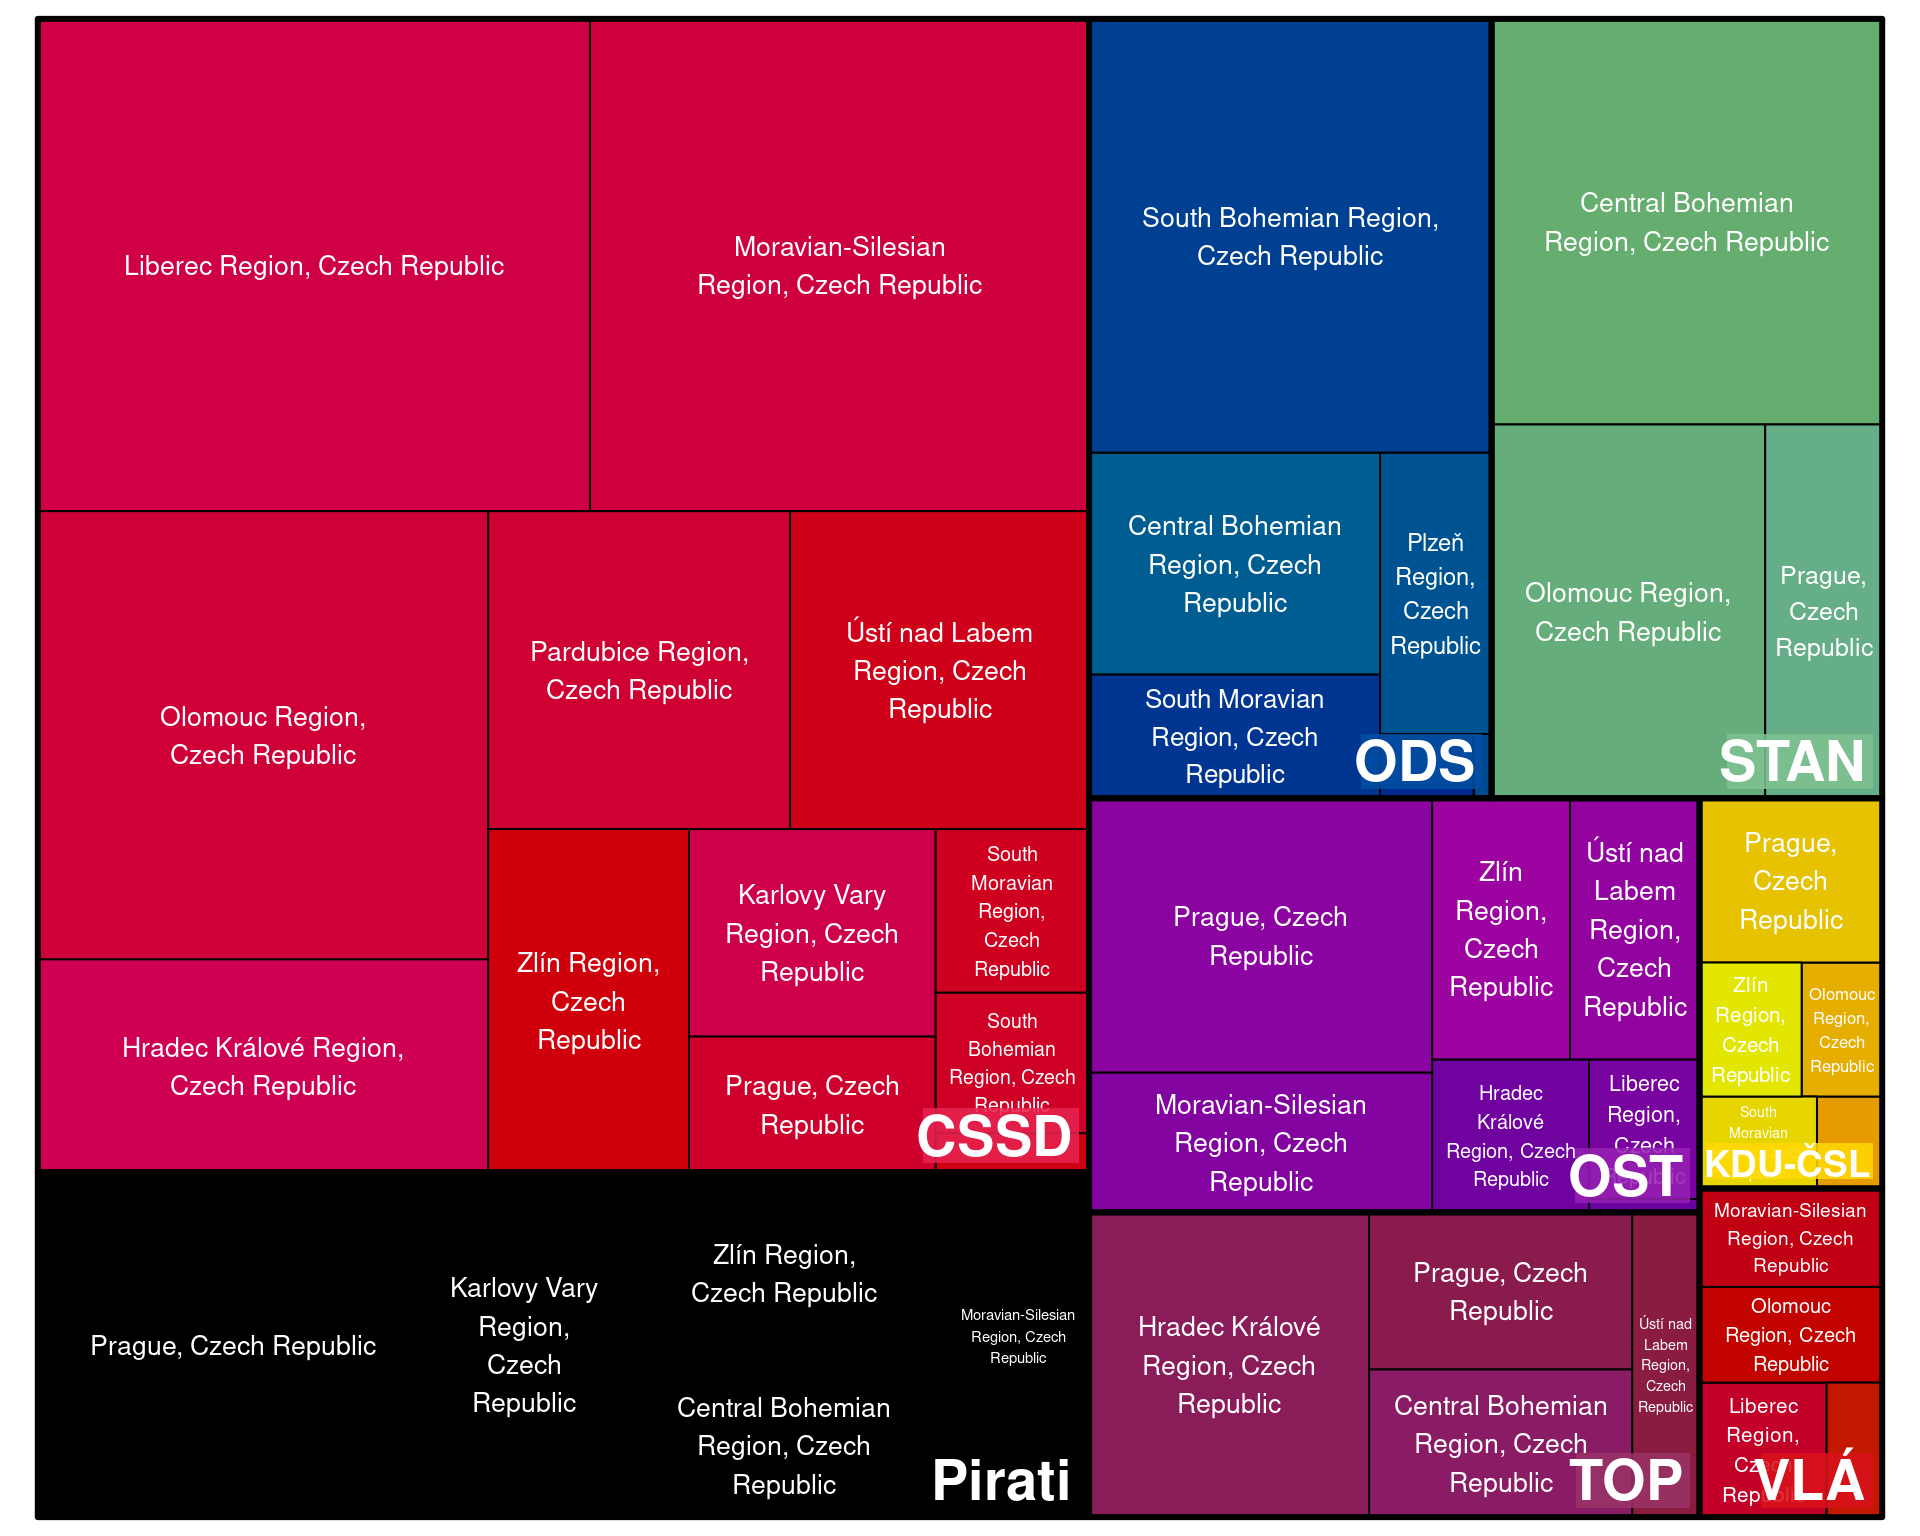 Liberec Region, Czech Republic
Moravian-Silesian
Region, Czech Republic
Olomouc Region,
Czech Republic
Pardubice Region,
Czech Republic
Ústí nad Labem
Region, Czech
Republic
Hradec Králové Region,
Czech Republic
Zlín Region,
Czech
Republic
Karlovy Vary
Region, Czech
Republic
Prague, Czech
Republic
South
Moravian
Region,
Czech
Republic
South
Bohemian
Region, Czech
Republic
CSSD
Prague, Czech Republic
Karlovy Vary
Region,
Czech
Republic
Zlín Region,
Czech Republic
Central Bohemian
Region, Czech
Republic
Moravian-Silesian
Region, Czech
Republic
Pirati
South Bohemian Region,
Czech Republic
Central Bohemian
Region, Czech
Republic
Plzeň
Region,
Czech
Republic
South Moravian
Region, Czech
Republic
ODS
Central Bohemian
Region, Czech Republic
Olomouc Region,
Czech Republic
Prague,
Czech
Republic
STAN
Prague, Czech
Republic
Zlín
Region,
Czech
Republic
Ústí nad
Labem
Region,
Czech
Republic
Moravian-Silesian
Region, Czech
Republic
Hradec
Králové
Region, Czech
Republic
Liberec
Region,
Czech
OST
Prague,
Czech
Republic
Zlín
Region,
Czech
Republic
Olomouc
Region,
Czech
Republic
South
Moravian
KDU-ČSL
Hradec Králové
Region, Czech
Republic
Prague, Czech
Republic
Central Bohemian
Region, Czech
Republic
Ústí nad
Labem
Region,
Czech
Republic
TOP
Moravian-Silesian
Region, Czech
Republic
Olomouc
Region, Czech
Republic
Liberec
Region,
VLÁ